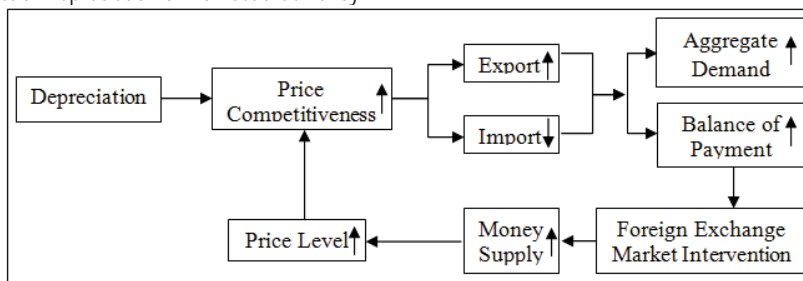 Depreciation
Price
Competitiveness
Export
Import
Aggregate
Demand
Balance of
Payment
Foreign Exchange
Market Intervention
Money
Supply
Price Level